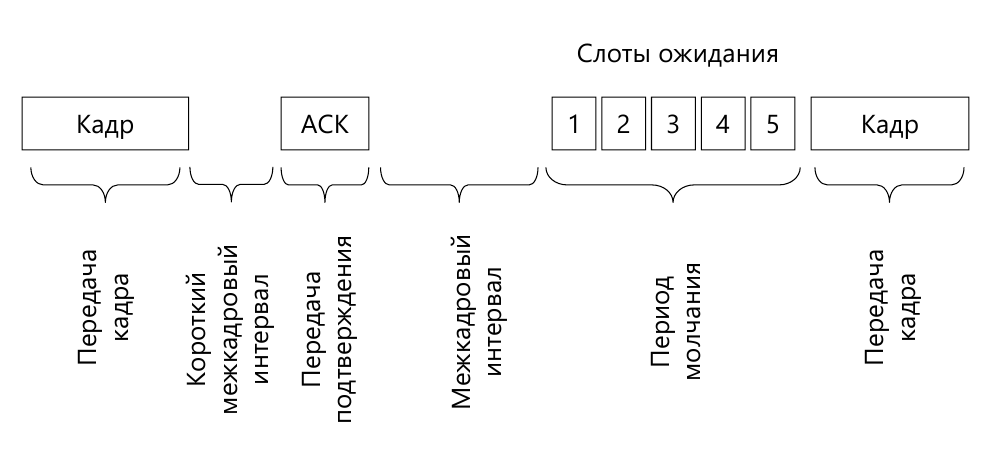 Слоты ожидания
Кадр
АСК
1
2
3
4
5
Кадр
Передача
кадра
Короткий
межкадровый
интервал
Передача
подтверждения
Межкадровый
интервал
Период
молчания
Передача
кадра